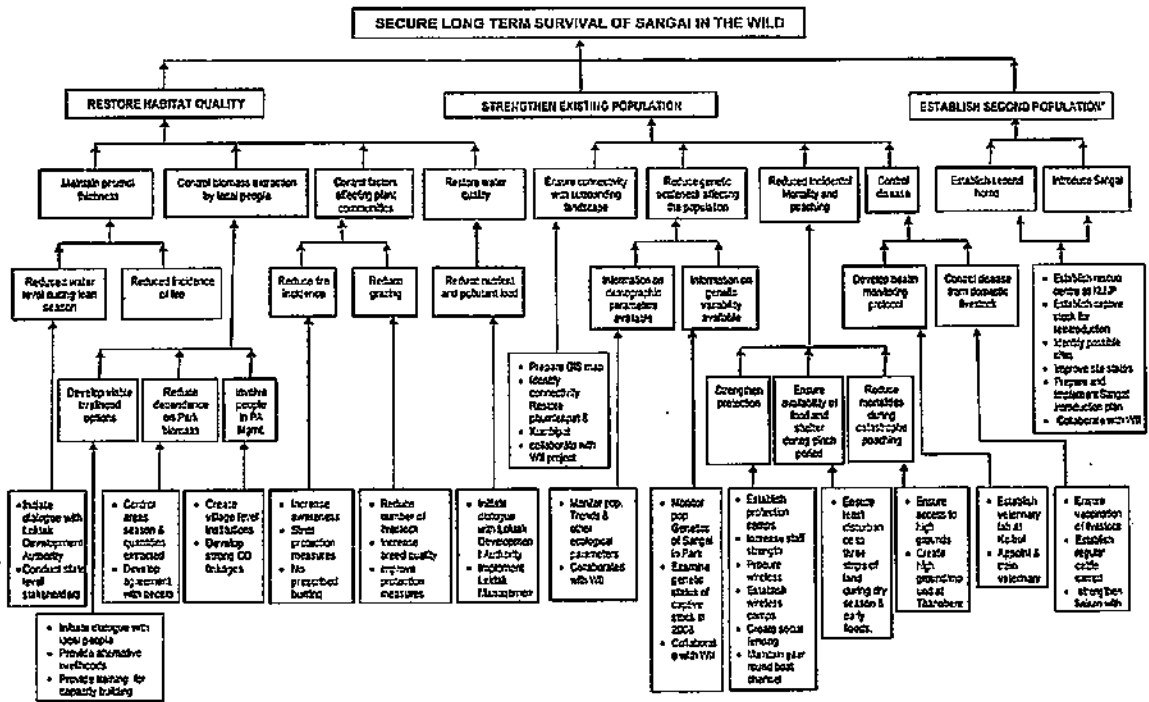 SECURE LONG TERM SURVIVAL OF SANGAI IN THE WILD
RESTORE HABITAT QUALITY
STRENGTHEN EXISTING POPULATION
ESTABLISH SECOND POPULATION*
Maintain phumdi
thickness
Control biomass extraction
by local people
Control factors
affecting plant
communities
Restore water
quality
Ensure connectivity
with surrounding
landscape
Reduce genetic
affecting
the population
Reduced Incidental
Mortality and
poaching
Control
disease
Establish second
home
Introduce Sangai
Reduced water
level during lean
season
Reduced Incidence
of fire
Reduce fire
incidence
Reduce
grazing
Reduce nutrient
and pollutant load
Information on
demographic
parameters
available
Information on
genetic
variability
available
Develop health
monitoring
protocol
Control disease
from domestic
livestock
• Establish rescue
centre at KLNP
• Establish captive
stock for
• Identify possible
sites
• Improve site status
• Prepare and
implement Sangai
introduction plan
• Collaborate with WII
Develop viable
livelihood
options
Reduce
dependence
on Park
biomass
Involve
people in PA
Mgmt.
• Prepare GIS map
• Identify
connectivity
Restore
&
• collaborate with
WII project
Strengthen
protection
Ensure
availability of
food and
shelter
during pinch
period
Reduce
mortalities
during
catastrophe
poaching
• Initiate
dialogue with
Loktak
Development
Authority
• Conduct state
level
stakeholders
• Control
areas,
season &
quantities
extracted
• Develop
agreement
with
• Create
village level
Institutions
• Develop
strong CD
linkages
• Increase
awareness
• Strict
protection
measures
• No
prescribed
burning
• Reduce
number of
livestock
• Increase
breed quality
• Improve
protection
measures
• Initiate
dialogue
with Loktak
Developmen
t Authority
• Implement
Loktak
Management
• Monitor pop.
Trends &
other
ecological
parameters
• Collaborated
with WII
• Monitor
pop
Genetics
of Sangai
in Park
• Examine
genetic
status of
captive
stock in
• Collaborat
e with WII
• Establish
protection
camps
• Increase staff
strength
• Procure
wireless
• Establish
wireless
camps
• Create social
fencing
• Maintain year
round boat
channel
• Ensure
least
disturban
ce to
three
strips of
land
during dry
season &
early
floods.
• Ensure
access to
high
grounds
• Create
high
• Establish
veterinary
lab at
Keibul
• Appoint &
train
veterinary
• Ensure
vaccination
of livestock
• Establish
regular
cattle
camps
• Strengthen
with
• Initiate dialogue with
local people
• Provide alternative
livelihoods
• Provide training for
capacity building